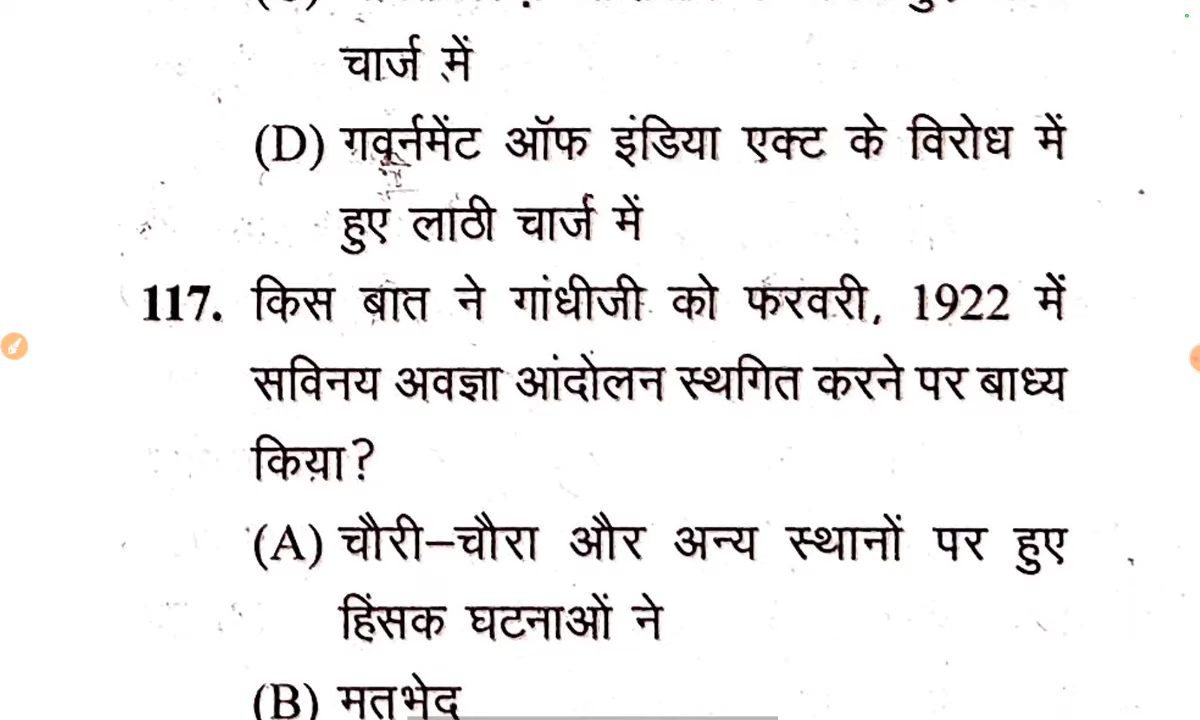 चार्ज में
(D) गवर्नमेंट ऑफ इंडिया एक्ट के विरोध में
हुए लाठी चार्ज में
117. किस बात ने गांधीजी को फरवरी, 1922 में
सविनय अवज्ञा आंदोलन स्थगित करने पर बाध्य
किया?
(A) चौरी–चौरा और अन्य स्थानों पर हुए
हिंसक घटनाओं ने
(B) मतभेद